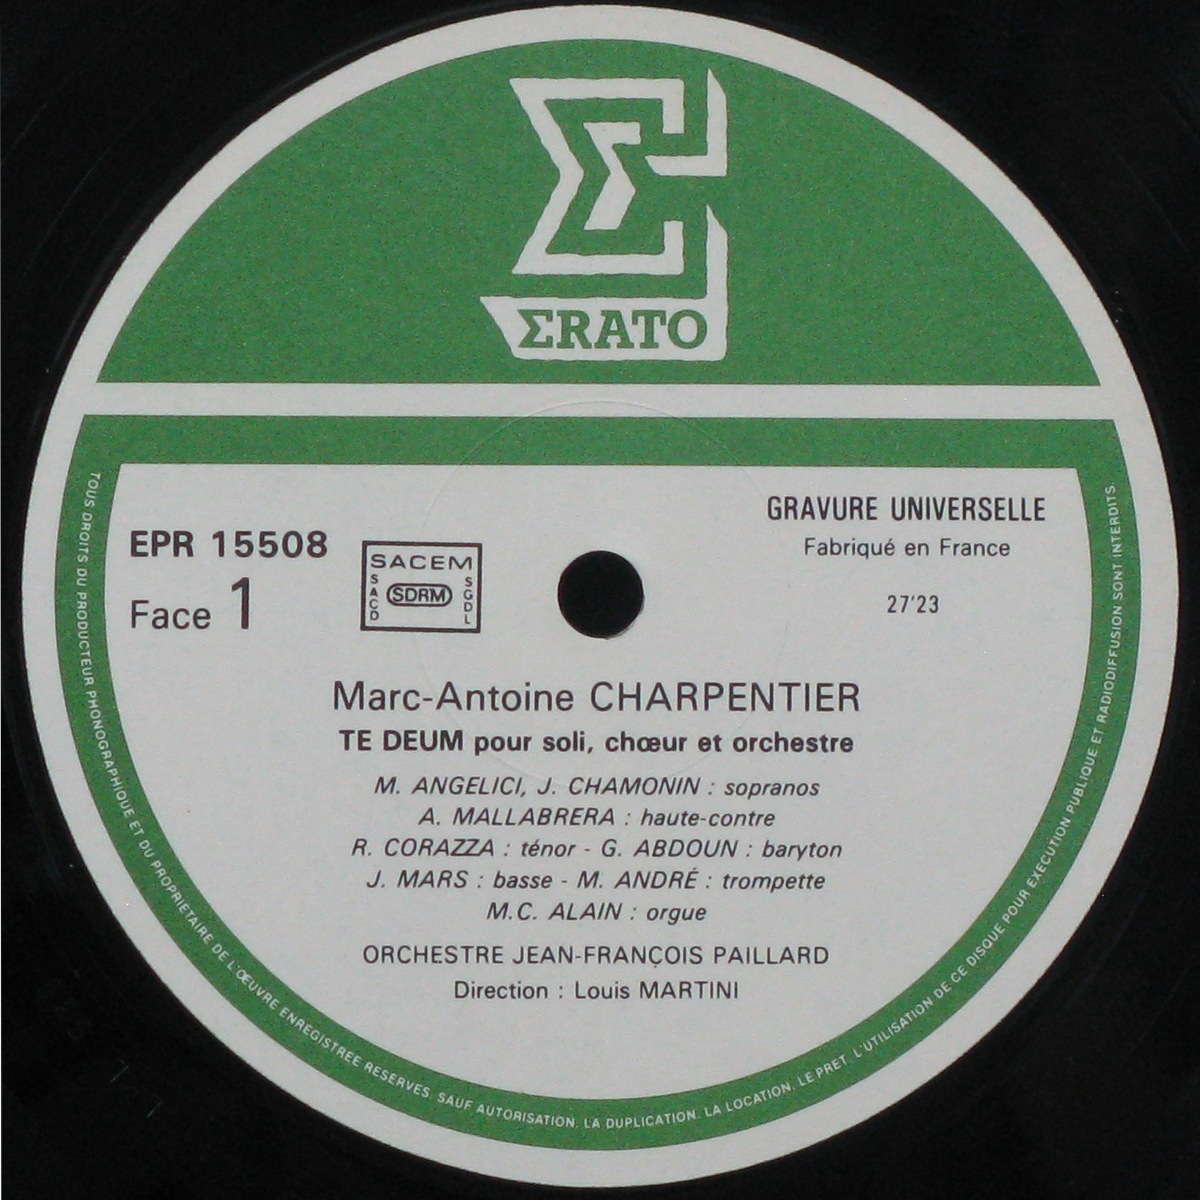 ΣRATO
GRAVURE UNIVERSELLE
Fabriqué en France
27'23
EPR 15508
Face 1
SACEM
SACD
SDRM
SGDL
Marc-Antoine CHARPENTIER
TE DEUM pour soli, chœur et orchestre
M. ANGELICI, J. CHAMONIN : sopranos
A. MALLABRERA : haute-contre
R. CORAZZA : ténor - G. ABDOUN : baryton
J. MARS : basse - M. ANDRÉ : trompette
M.C. ALAIN : orgue
ORCHESTRE JEAN-FRANÇOIS PAILLARD
Direction : Louis MARTINI
TOUS DROITS DU PRODUCTEUR PHONOGRAPHIQUE ET DU PROPRIETAIRE DE L'ŒUVRE ENREGISTREE RESERVES. SAUF AUTORISATION. LA DUPLICATION. LA LOCATION. LE PRET. L'UTILISATION DE CE DISQUE POUR EXECUTION PUBLIQUE ET RADIODIFFUSION SONT INTERDITS.